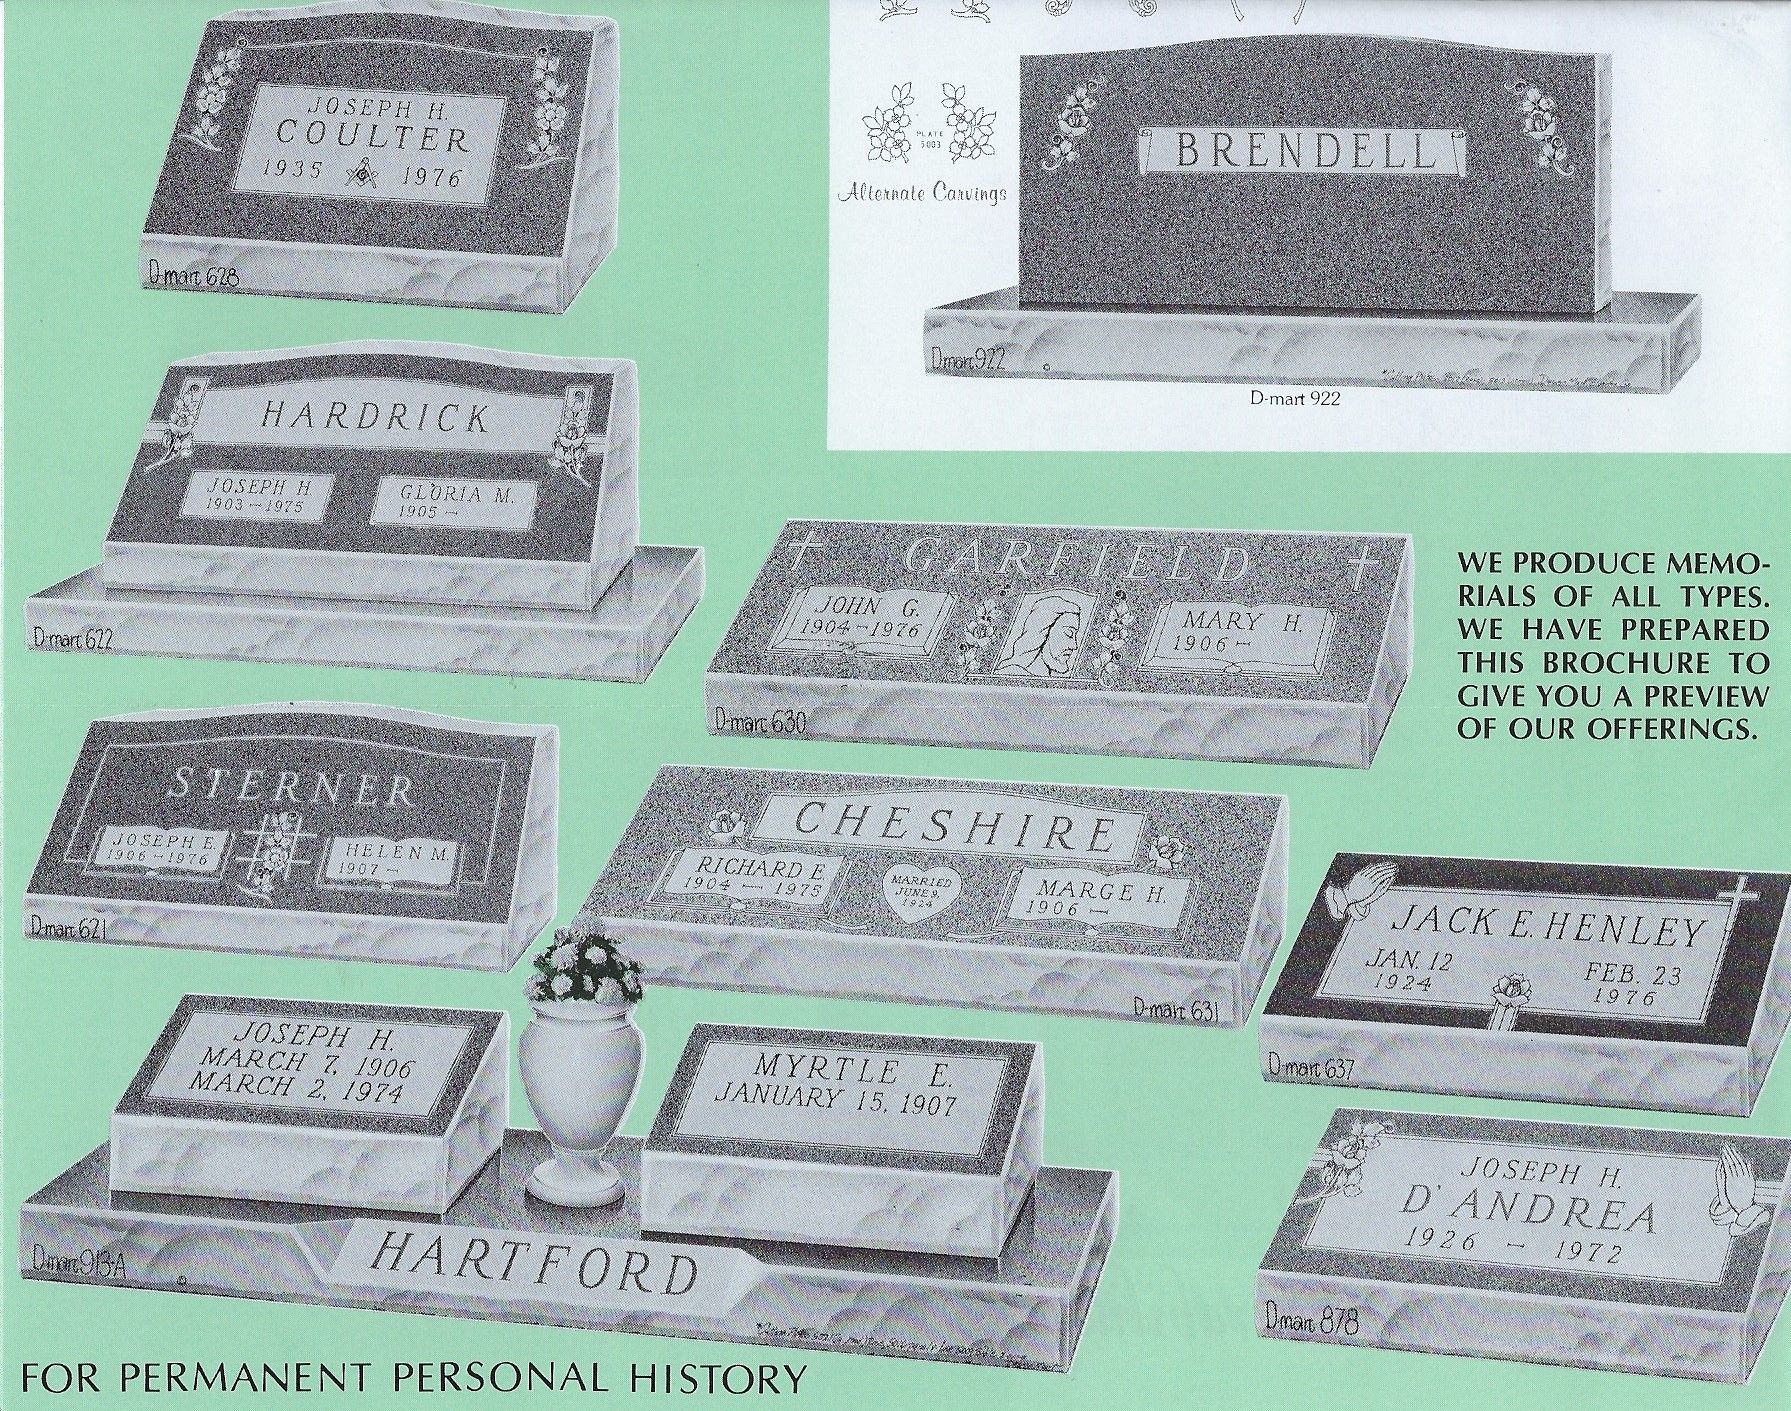 JOSEPH H.
COULTER
1935 1976
D-mart 628
PLATE
5003
Alternate Carvings
BRENDELL
D-mart 922
D-mart 922
HARDRICK
JOSEPH H.
1903 - 1975
GLORIA M.
1905 -
D-mart 622
GARFIELD
JOHN G.
1904 - 1976
MARY H.
1906 -
D-mart 630
WE PRODUCE MEMO-
RIALS OF ALL TYPES.
WE HAVE PREPARED
THIS BROCHURE TO
GIVE YOU A PREVIEW
OF OUR OFFERINGS.
STERNER
JOSEPH E.
1906 - 1976
HELEN M.
1907 -
D-mart 621
CHESHIRE
RICHARD E.
1904 - 1975
MARRIED
JUNE 9,
1924
MARGE H.
1906 -
D-mart 631
JACK E. HENLEY
JAN. 12
1924
FEB. 23
1976
D-mart 637
JOSEPH H.
MARCH 7, 1906
MARCH 2, 1974
MYRTLE E.
JANUARY 15, 1907
HARTFORD
D-mart 913-A
JOSEPH H.
D'ANDREA
1926 - 1972
D-mart 878
FOR PERMANENT PERSONAL HISTORY